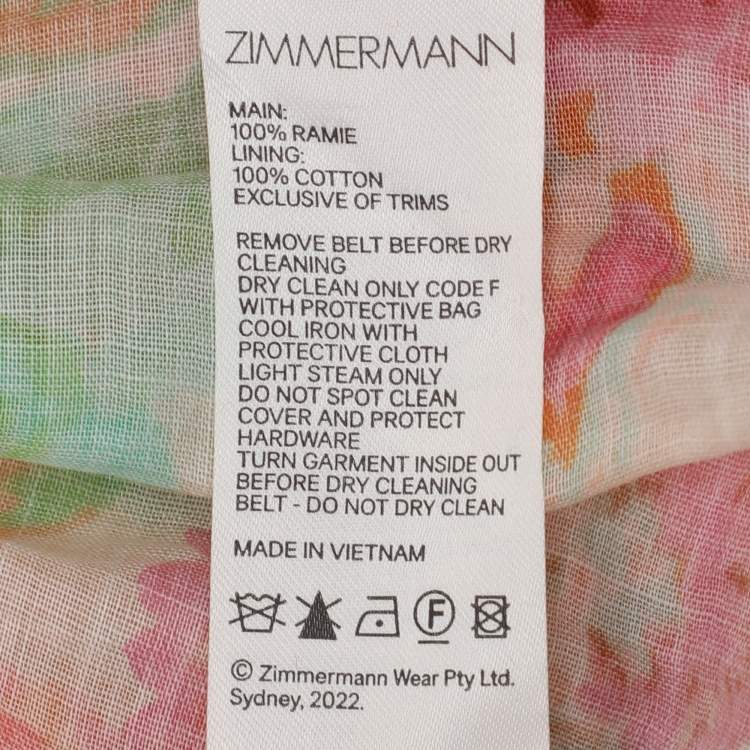 ZIMMERMANN
MAIN:
100% RAMIE
LINING:
100% COTTON
EXCLUSIVE OF TRIMS
REMOVE BELT BEFORE DRY
CLEANING
DRY CLEAN ONLY CODE F
WITH PROTECTIVE BAG
COOL IRON WITH
PROTECTIVE CLOTH
LIGHT STEAM ONLY
DO NOT SPOT CLEAN
COVER AND PROTECT
HARDWARE
TURN GARMENT INSIDE OUT
BEFORE DRY CLEANING
BELT - DO NOT DRY CLEAN
MADE IN VIETNAM
F
© Zimmermann Wear Pty Ltd.
Sydney, 2022.